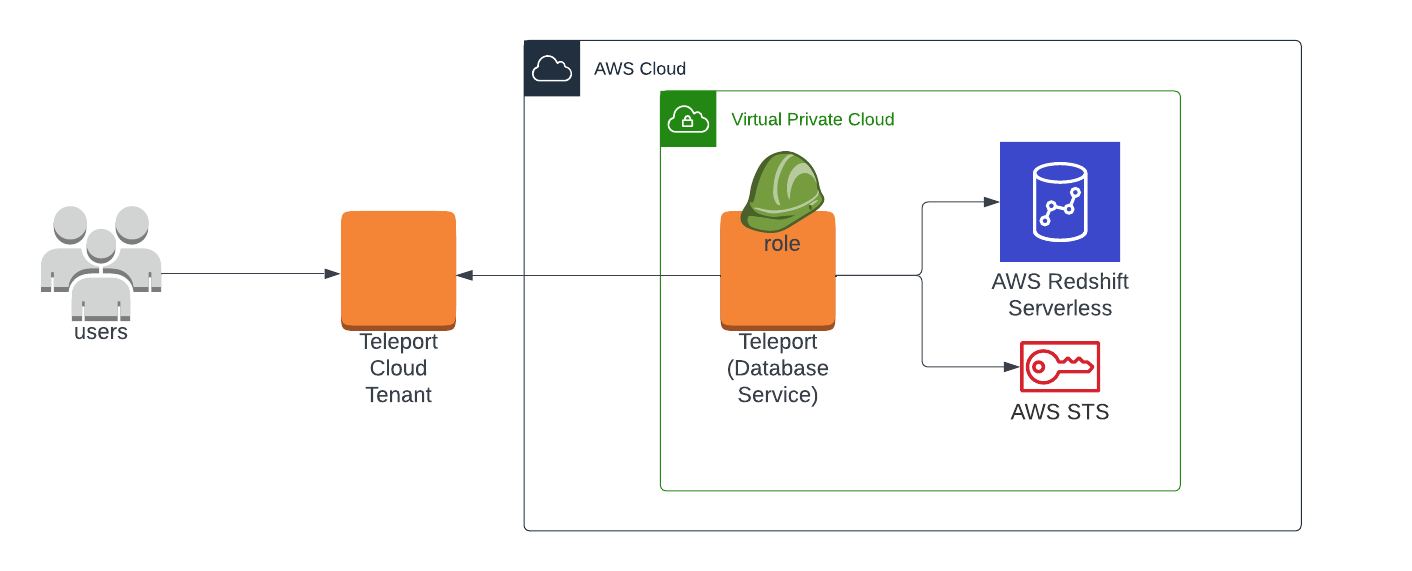 AWS Cloud
Virtual Private Cloud
role
users
Teleport
Cloud
Tenant
Teleport
(Database
Service)
AWS Redshift
Serverless
AWS STS